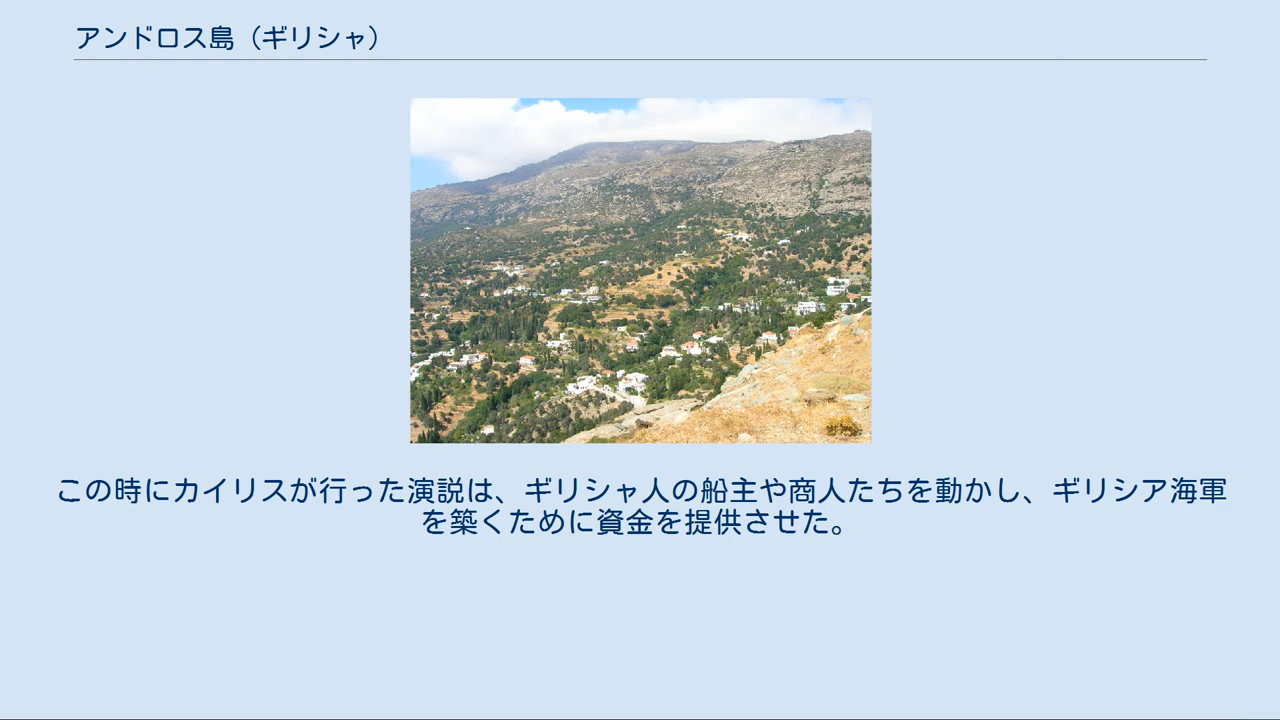 アンドロス島（ギリシャ）
この時にカイリスが行った演説は、ギリシャ人の船主や商人たちを動かし、ギリシア海軍
を築くために資金を提供させた。